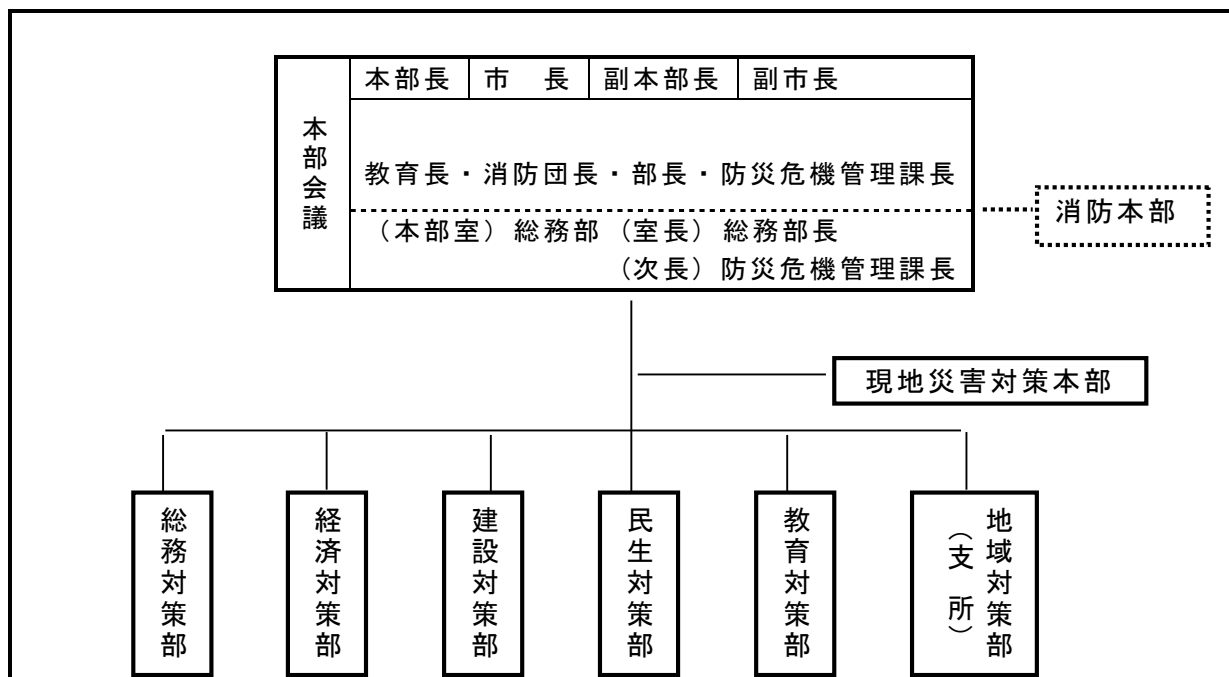 本部会議
本部長 市　長 副本部長 副市長
教育長・消防団長・部長・防災危機管理課長
（本部室）総務部（室長）総務部長
（次長）防災危機管理課長
消防本部
現地災害対策本部
総務対策部
経済対策部
建設対策部
民生対策部
教育対策部
地域対策部
（支　所）